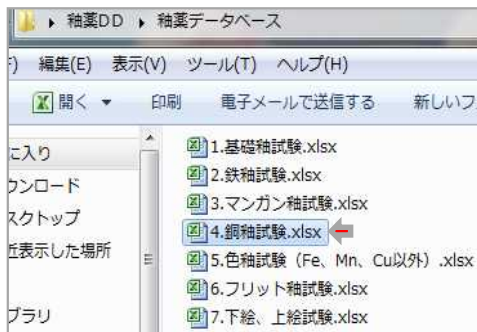 釉薬DD ▸ 釉薬データベース
) 編集(E) 表示(V) ツール(T) ヘルプ(H)
開く 印刷 電子メールで送信する 新しいフ
に入り
ウンロード
スクトップ
近表示した場所
ブラリ
1.基礎釉試験.xlsx
2.鉄釉試験.xlsx
3.マンガン釉試験.xlsx
4.銅釉試験.xlsx
5.色釉試験（Fe、Mn、Cu以外）.xlsx
6.フリット釉試験.xlsx
7.下絵、上絵試験.xlsx